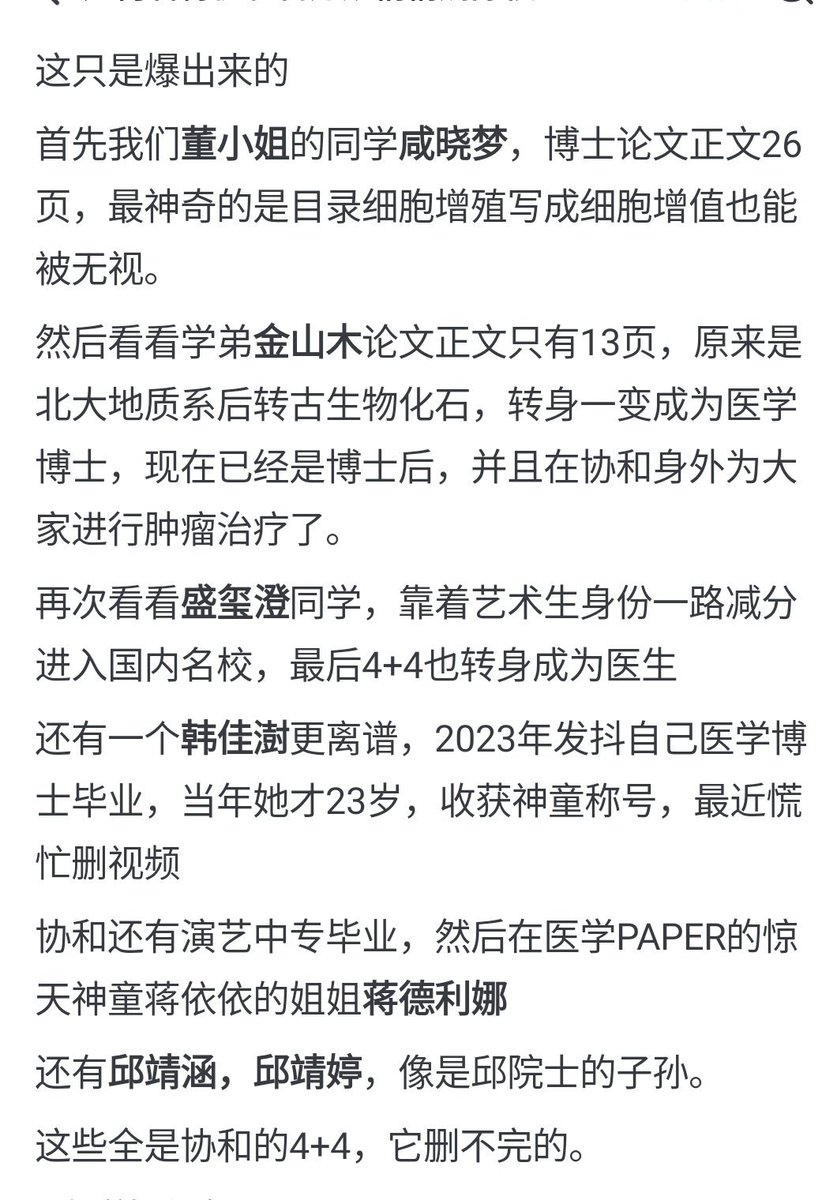 这只是爆出来的
首先我们董小姐的同学咸晓梦，博士论文正文26
页，最神奇的是目录细胞增殖写成细胞增值也能
被无视。
然后看看学弟金山木论文正文只有13页，原来是
北大地质系后转古生物化石，转身一变成为医学
博士，现在已经是博士后，并且在协和身外为大
家进行肿瘤治疗了。
再次看看盛玺澄同学，靠着艺术生身份一路减分
进入国内名校，最后4+4也转身成为医生
还有一个韩佳澍更离谱，2023年发抖自己医学博
士毕业，当年她才23岁，收获神童称号，最近慌
忙删视频
协和还有演艺中专毕业，然后在医学PAPER的惊
天神童蒋依依的姐姐蒋德利娜
还有邱靖涵，邱靖婷，像是邱院士的子孙。
这些全是协和的4+4，它删不完的。